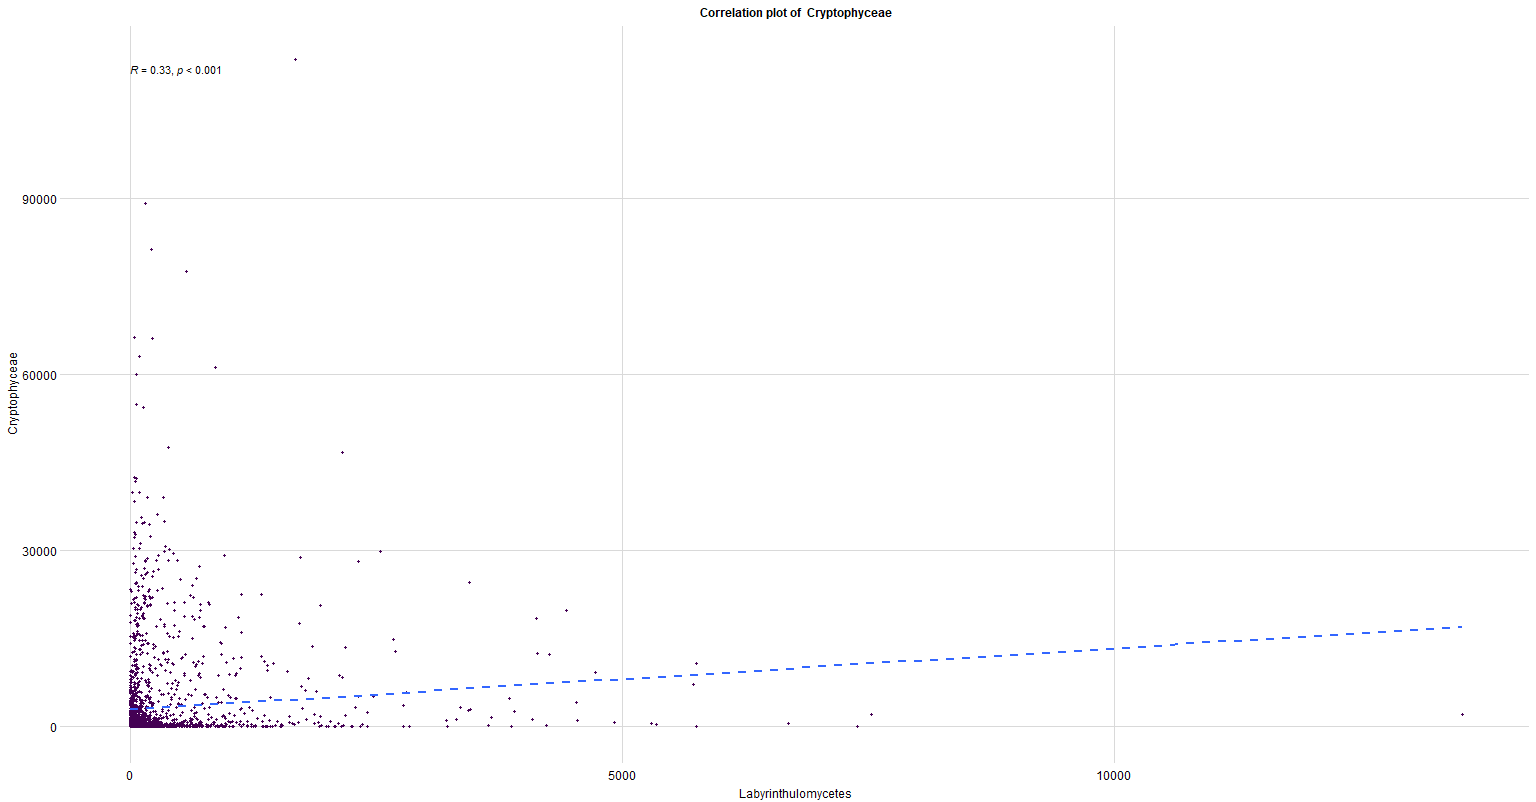 Correlation plot of Cryptophyceae
R = 0.33, p < 0.001
90000
60000
30000
0
Cryptophyceae
0
5000
10000
Labyrinthulomycetes